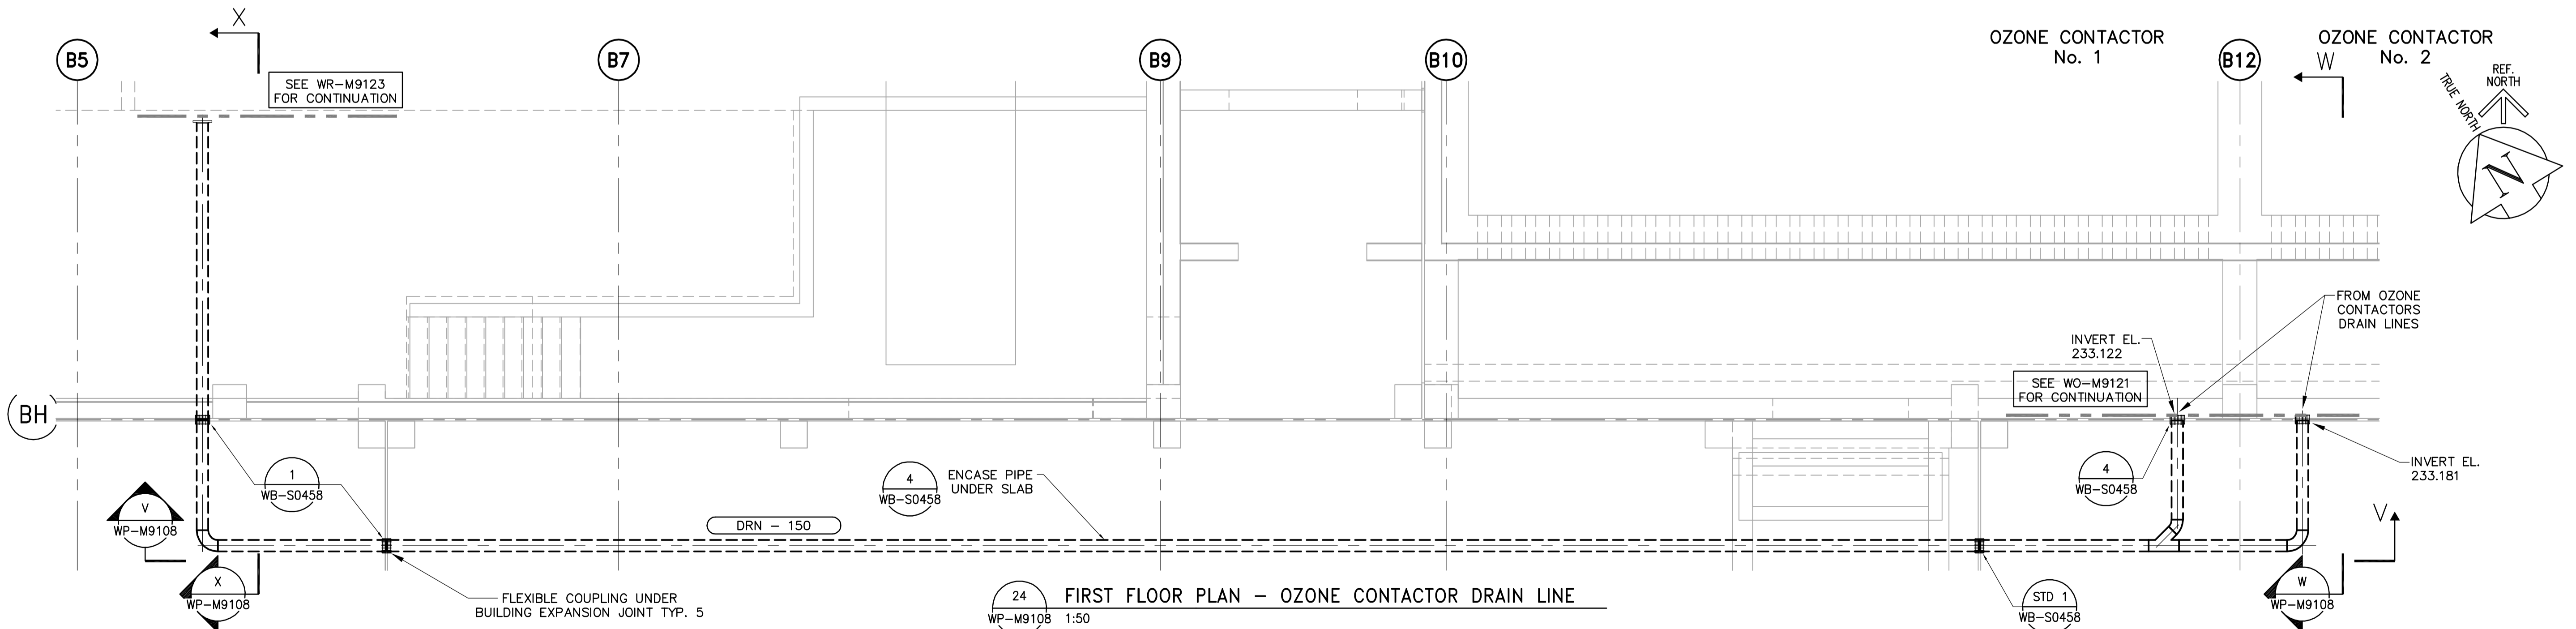 X
B5
B7
B9
B10
B12
OZONE CONTACTOR
No. 1
OZONE CONTACTOR
No. 2
W
REF.
NORTH
TRUE NORTH
N
SEE WR-M9123
FOR CONTINUATION
FROM OZONE
CONTACTORS
DRAIN LINES
INVERT EL.
233.122
SEE WO-M9121
FOR CONTINUATION
BH
1
WB-S0458
4
WB-S0458
ENCASE PIPE
UNDER SLAB
4
WB-S0458
INVERT EL.
233.181
V
WP-M9108
DRN - 150
V
X
WP-M9108
FLEXIBLE COUPLING UNDER
BUILDING EXPANSION JOINT TYP. 5
24
WP-M9108
FIRST FLOOR PLAN - OZONE CONTACTOR DRAIN LINE
1:50
STD 1
WB-S0458
W
WP-M9108